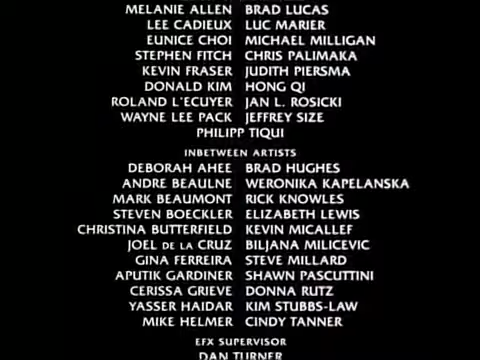 MELANIE ALLEN BRAD LUCAS
LEE CADIEUX LUC MARIER
EUNICE CHOI MICHAEL MILLIGAN
STEPHEN FITCH CHRIS PALIMAKA
KEVIN FRASER JUDITH PIERSMA
DONALD KIM HONG QI
ROLAND L'ECUYER JAN L. ROSICKI
WAYNE LEE PACK JEFFREY SIZE
PHILIPP TIQUI
INBETWEEN ARTISTS
DEBORAH AHEE BRAD HUGHES
ANDRE BEAULNE WERONIKA KAPELANSKA
MARK BEAUMONT RICK KNOWLES
STEVEN BOECKLER ELIZABETH LEWIS
CHRISTINA BUTTERFIELD KEVIN MICALLEF
JOEL DE LA CRUZ BILJANA MILICEVIC
GINA FERREIRA STEVE MILLARD
APUTIK GARDINER SHAWN PASCUTTINI
CERISSA GRIEVE DONNA RUTZ
YASSER HAIDAR KIM STUBBS-LAW
MIKE HELMER CINDY TANNER
EFX SUPERVISOR
DAN TURNER